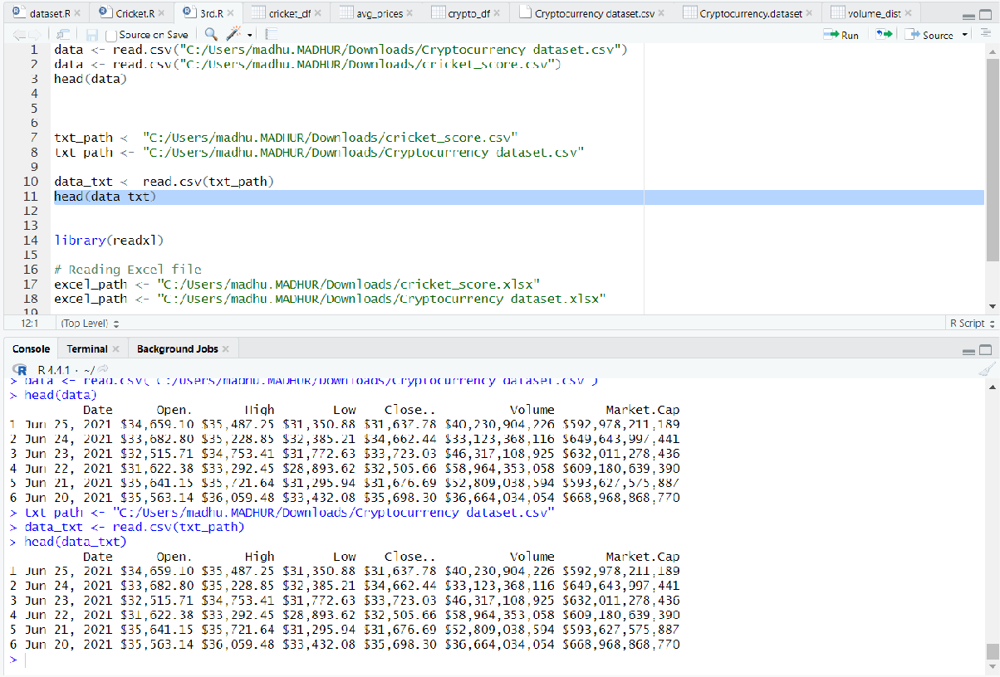 dataset.R × Cricket.R × 3rd.R × cricket_df × avg_prices × crypto_df × Cryptocurrency dataset.csv × Cryptocurrency.dataset × volume_dist ×
Source on Save Run Source
1 data <- read.csv("C:/Users/madhu.MADHUR/Downloads/Cryptocurrency dataset.csv")
2 data <- read.csv("C:/Users/madhu.MADHUR/Downloads/cricket_score.csv")
3 head(data)
4
5
6
7 txt_path <- "C:/Users/madhu.MADHUR/Downloads/cricket_score.csv"
8 txt_path <- "C:/Users/madhu.MADHUR/Downloads/Cryptocurrency dataset.csv"
9
10 data_txt <- read.csv(txt_path)
11 head(data_txt)
12
13
14 library(readxl)
15
16 # Reading Excel file
17 excel_path <- "C:/Users/madhu.MADHUR/Downloads/cricket_score.xlsx"
18 excel_path <- "C:/Users/madhu.MADHUR/Downloads/Cryptocurrency dataset.xlsx"
19
12:1 (Top Level) R Script
Console Terminal × Background Jobs ×
R R 4.4.1 · ~/
> data <- read.csv("C:/Users/madhu.MADHUR/Downloads/Cryptocurrency dataset.csv")
> head(data)
Date Open. High Low Close.. Volume Market.Cap
1 Jun 25, 2021 $34,659.10 $35,487.25 $31,350.88 $31,637.78 $40,230,904,226 $592,978,211,189
2 Jun 24, 2021 $33,682.80 $35,228.85 $32,385.21 $34,662.44 $33,123,368,116 $649,643,997,441
3 Jun 23, 2021 $32,515.71 $34,753.41 $31,772.63 $33,723.03 $46,317,108,925 $632,011,278,436
4 Jun 22, 2021 $31,622.38 $33,292.45 $28,893.62 $32,505.66 $58,964,353,058 $609,180,639,390
5 Jun 21, 2021 $35,641.15 $35,721.64 $31,295.94 $31,676.69 $52,809,038,594 $593,627,575,887
6 Jun 20, 2021 $35,563.14 $36,059.48 $33,432.08 $35,698.30 $36,664,034,054 $668,968,868,770
> txt_path <- "C:/Users/madhu.MADHUR/Downloads/Cryptocurrency dataset.csv"
> data_txt <- read.csv(txt_path)
> head(data_txt)
Date Open. High Low Close.. Volume Market.Cap
1 Jun 25, 2021 $34,659.10 $35,487.25 $31,350.88 $31,637.78 $40,230,904,226 $592,978,211,189
2 Jun 24, 2021 $33,682.80 $35,228.85 $32,385.21 $34,662.44 $33,123,368,116 $649,643,997,441
3 Jun 23, 2021 $32,515.71 $34,753.41 $31,772.63 $33,723.03 $46,317,108,925 $632,011,278,436
4 Jun 22, 2021 $31,622.38 $33,292.45 $28,893.62 $32,505.66 $58,964,353,058 $609,180,639,390
5 Jun 21, 2021 $35,641.15 $35,721.64 $31,295.94 $31,676.69 $52,809,038,594 $593,627,575,887
6 Jun 20, 2021 $35,563.14 $36,059.48 $33,432.08 $35,698.30 $36,664,034,054 $668,968,868,770
>